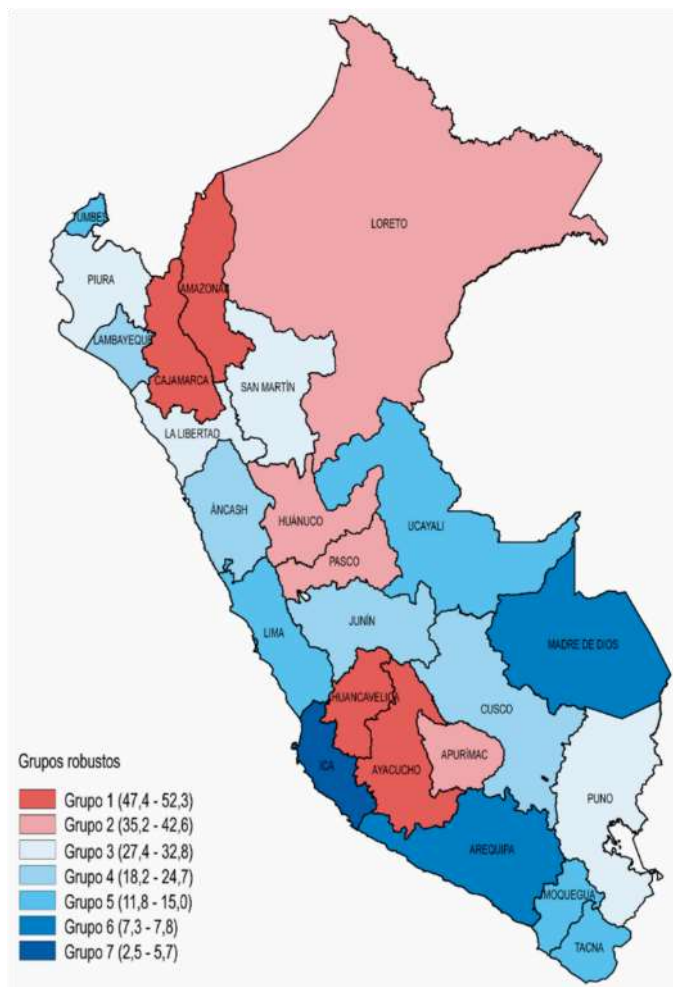 LORETO
TUMBES
PIURA
AMAZONAS
LAMBAYEQUE
CAJAMARCA
SAN MARTÍN
LA LIBERTAD
ÀNCASH
HUÁNUCO
UCAYALI
PASCO
LIMA
JUNÍN
MADRE DE DIOS
HUANCAVELICA
CUSCO
ICA
AYACUCHO
APURÍMAC
PUNO
AREQUIPA
MOQUEGUA
TACNA
Grupos robustos
Grupo 1 (47,4 - 52,3)
Grupo 2 (35,2 - 42,6)
Grupo 3 (27,4 - 32,8)
Grupo 4 (18,2 - 24,7)
Grupo 5 (11,8 - 15,0)
Grupo 6 (7,3 - 7,8)
Grupo 7 (2,5 - 5,7)